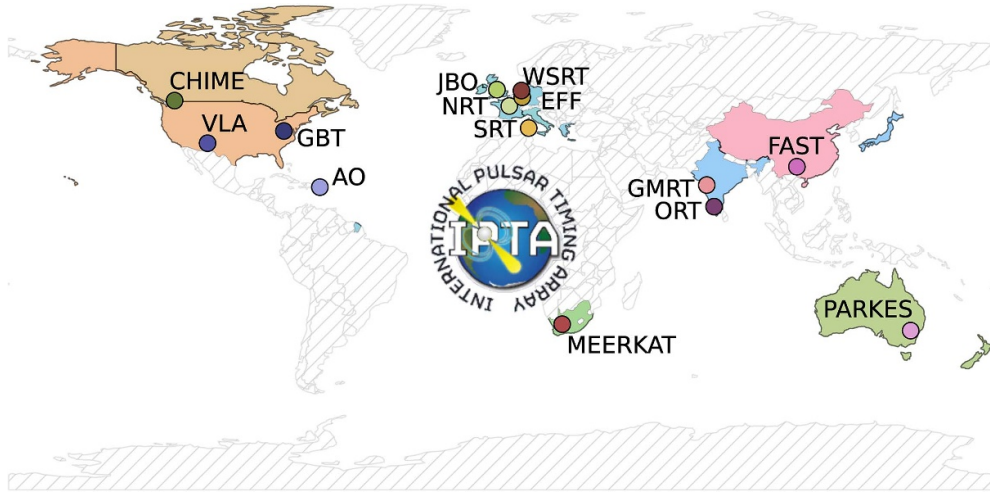 CHIME
VLA
GBT
AO
JBO
WSRT
NRT
EFF
SRT
FAST
GMRT
ORT
INTERNATIONAL PULSAR TIMING ARRAY
IPTA
PARKES
MEERKAT